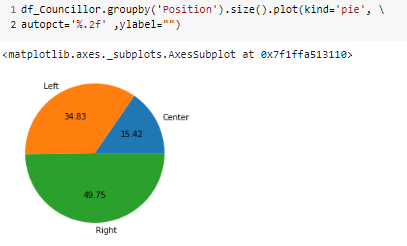 1 df_Councillor.groupby('Position').size().plot(kind='pie', \
2 autopct='%.2f' ,ylabel="")
<matplotlib.axes._subplots.AxesSubplot at 0x7f1ffa513110>
Left
34.83
Center
15.42
49.75
Right